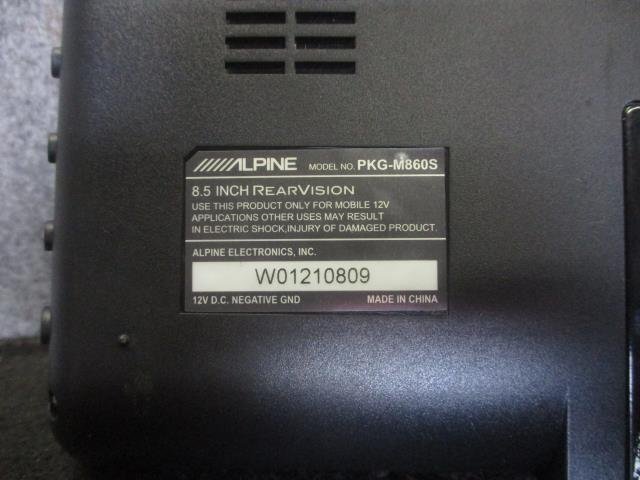 ALPINE MODEL NO. PKG-M860S
8.5 INCH REARVISION
USE THIS PRODUCT ONLY FOR MOBILE 12V
APPLICATIONS OTHER USES MAY RESULT
IN ELECTRIC SHOCK,INJURY OF DAMAGED PRODUCT.
ALPINE ELECTRONICS, INC.
W01210809
12V D.C. NEGATIVE GND MADE IN CHINA